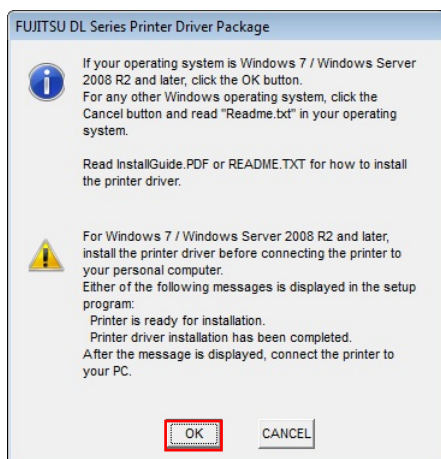 FUJITSU DL Series Printer Driver Package
If your operating system is Windows 7 / Windows Server
2008 R2 and later, click the OK button.
For any other Windows operating system, click the
Cancel button and read "Readme.txt" in your operating
system.
Read InstallGuide.PDF or README.TXT for how to install
the printer driver.
For Windows 7 / Windows Server 2008 R2 and later,
install the printer driver before connecting the printer to
your personal computer.
Either of the following messages is displayed in the setup
program:
Printer is ready for installation.
Printer driver installation has been completed.
After the message is displayed, connect the printer to
your PC.
OK
CANCEL